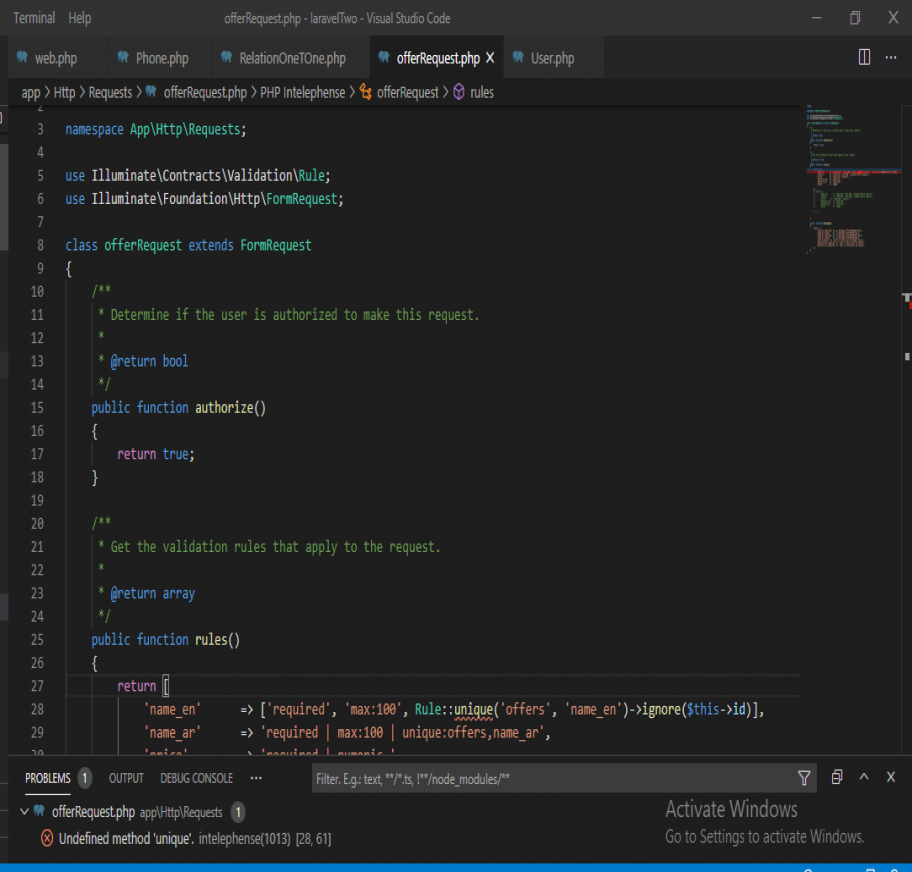 Terminal Help offerRequest.php - laravelTwo - Visual Studio Code
web.php Phone.php RelationOneTOne.php offerRequest.php X User.php ...
app > Http > Requests > offerRequest.php > PHP Intelephense > offerRequest > rules
2
3 namespace App\Http\Requests;
4
5 use Illuminate\Contracts\Validation\Rule;
6 use Illuminate\Foundation\Http\FormRequest;
7
8 class offerRequest extends FormRequest
9 {
10 /**
11 * Determine if the user is authorized to make this request.
12 *
13 * @return bool
14 */
15 public function authorize()
16 {
17 return true;
18 }
19
20 /**
21 * Get the validation rules that apply to the request.
22 *
23 * @return array
24 */
25 public function rules()
26 {
27 return [
28 'name_en' => ['required', 'max:100', Rule::unique('offers', 'name_en')->ignore($this->id)],
29 'name_ar' => 'required | max:100 | unique:offers,name_ar',
'price' => 'required | numeric '
PROBLEMS 1 OUTPUT DEBUG CONSOLE ... Filter. E.g.: text, **/*.ts, !**/node_modules/**
offerRequest.php app\Http\Requests 1
Undefined method 'unique'. intelephense(1013) [28, 61]
Activate Windows
Go to Settings to activate Windows.